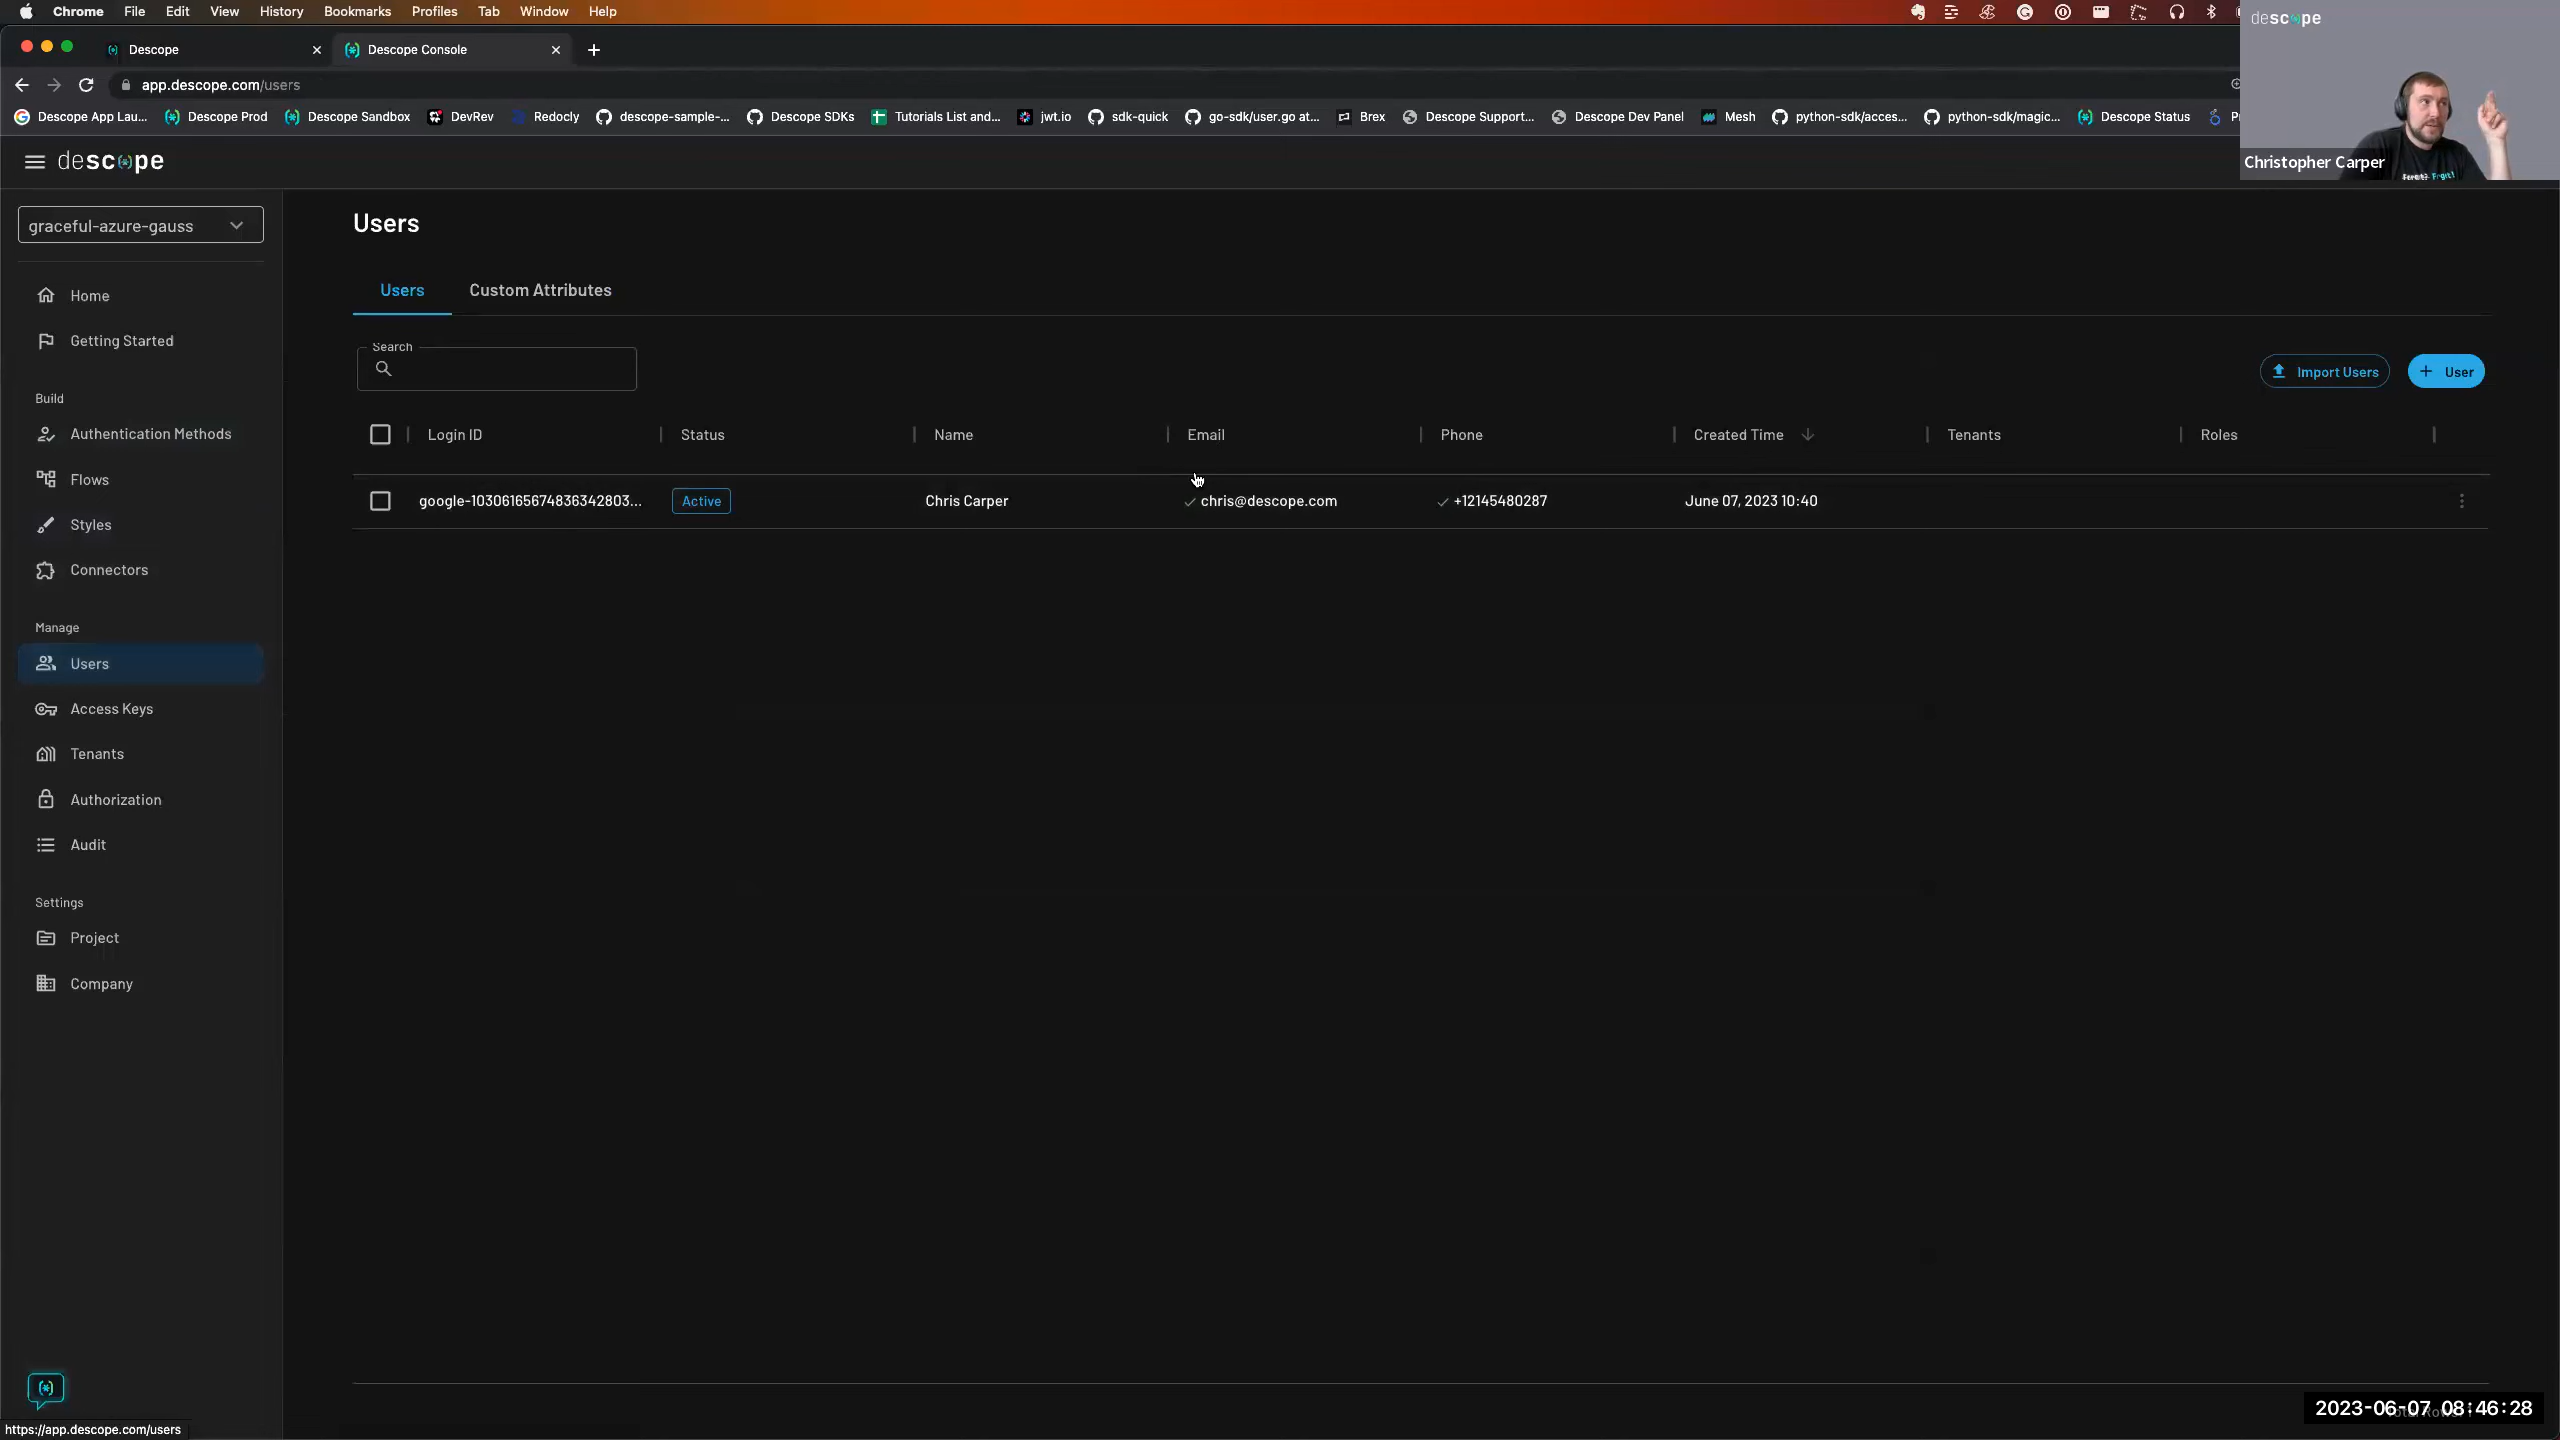 Chrome File Edit View History Bookmarks Profiles Tab Window Help
descope
Descope
Descope Console
app.descope.com/users
Descope App Lau... Descope Prod Descope Sandbox DevRev Redocly descope-sample-... Descope SDKs Tutorials List and... jwt.io sdk-quick go-sdk/user.go at... Brex Descope Support... Descope Dev Panel Mesh python-sdk/acces... python-sdk/magic... Descope Status
Christopher Carper
descope
graceful-azure-gauss
Home
Getting Started
Build
Authentication Methods
Flows
Styles
Connectors
Manage
Users
Access Keys
Tenants
Authorization
Audit
Settings
Project
Company
Users
Users Custom Attributes
Search
Import Users
+ User
Login ID Status Name Email Phone Created Time Tenants Roles
google-10306165674836342803... Active Chris Carper chris@descope.com +12145480287 June 07, 2023 10:40
https://app.descope.com/users
2023-06-07 08:46:28